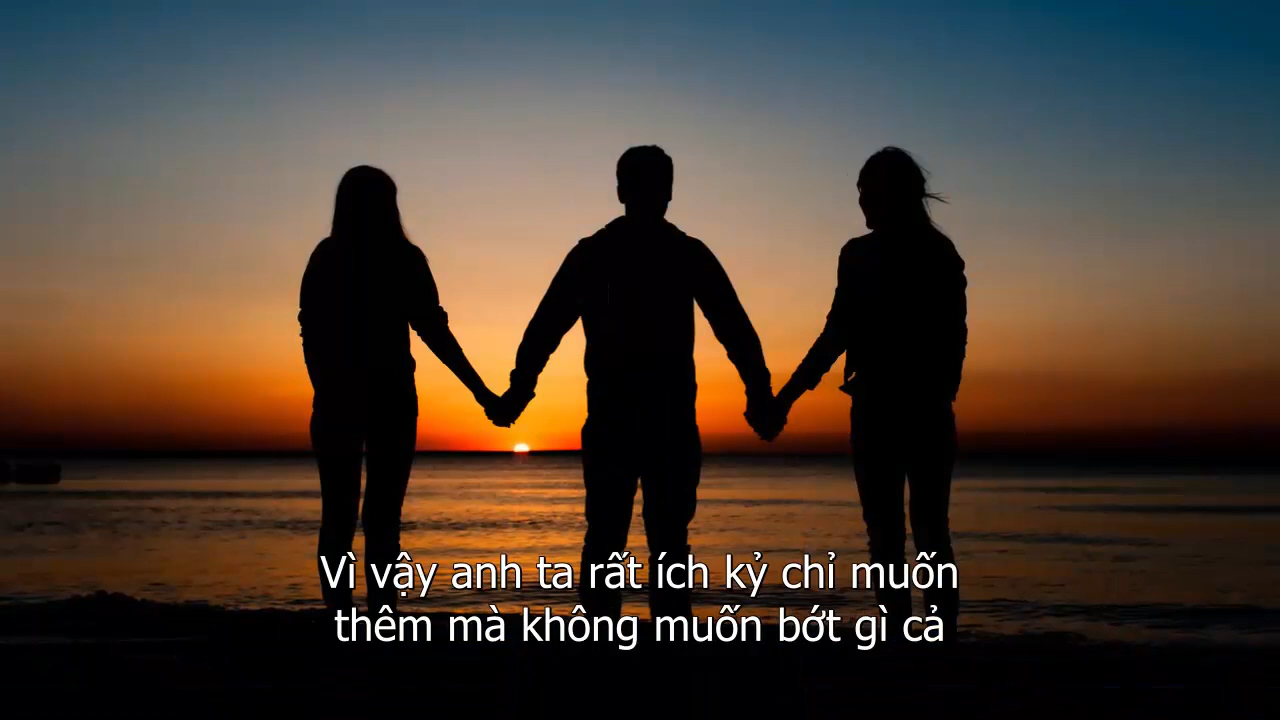 Vì vậy anh ta rất ích kỷ chỉ muốn
thêm mà không muốn bớt gì cả